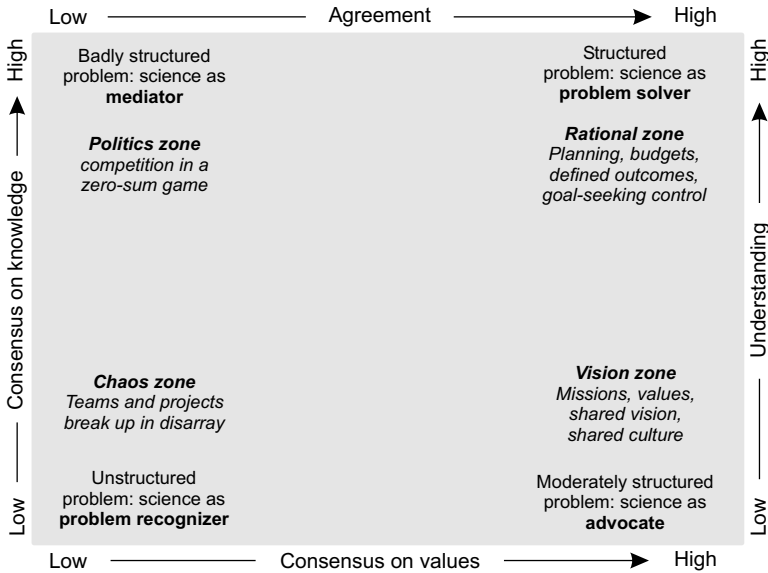 Low Agreement High
High
Consensus on knowledge
Low
Badly structured
problem: science as
mediator
Politics zone
competition in a
zero-sum game
Structured
problem: science as
problem solver
Rational zone
Planning, budgets,
defined outcomes,
goal-seeking control
Chaos zone
Teams and projects
break up in disarray
Unstructured
problem: science as
problem recognizer
Vision zone
Missions, values,
shared vision,
shared culture
Moderately structured
problem: science as
advocate
High
Understanding
Low
Low Consensus on values High